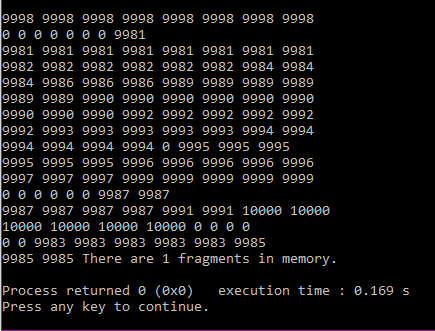 9998 9998 9998 9998 9998 9998 9998 9998
0 0 0 0 0 0 0 9981
9981 9981 9981 9981 9981 9981 9981 9981
9982 9982 9982 9982 9982 9982 9984 9984
9984 9986 9986 9986 9989 9989 9989 9989
9989 9989 9990 9990 9990 9990 9990 9990
9990 9990 9990 9992 9992 9992 9992 9992
9992 9993 9993 9993 9993 9993 9994 9994
9994 9994 9994 9994 0 9995 9995 9995
9995 9995 9995 9996 9996 9996 9996 9996
9997 9997 9997 9999 9999 9999 9999 9999
0 0 0 0 0 0 9987 9987
9987 9987 9987 9987 9991 9991 10000 10000
10000 10000 10000 10000 0 0 0 0
0 0 9983 9983 9983 9983 9983 9985
9985 9985 There are 1 fragments in memory.
Process returned 0 (0x0)   execution time : 0.169 s
Press any key to continue.